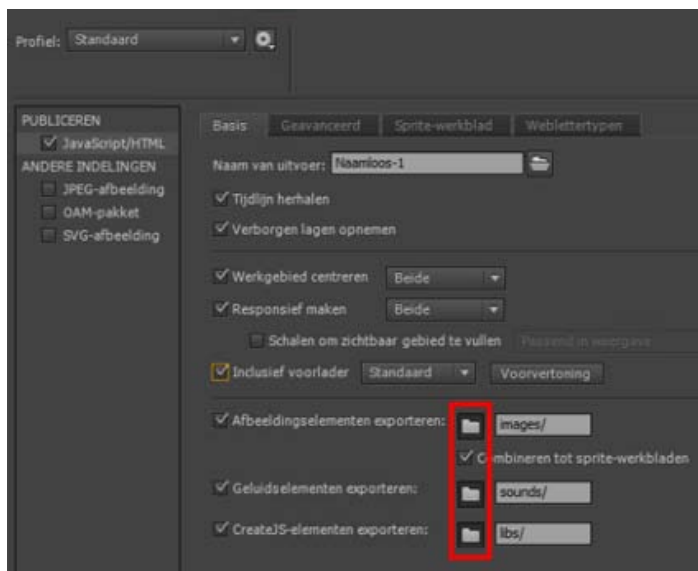 Profiel: Standaard
PUBLICEREN
JavaScript/HTML
ANDERE INDELINGEN
JPEG-afbeelding
OAM-pakket
SVG-afbeelding
Basis Geavanceerd Sprite-werkblad Weblettertypen
Naam van uitvoer: Naamloos-1
Tijdlijn herhalen
Verborgen lagen opnemen
Werkgebied centreren Beide
Responsief maken Beide
Schalen om zichtbaar gebied te vullen Passend in weergave
Inclusief voorlader Standaard Voorvertoning
Afbeeldingselementen exporteren: images/
Combineren tot sprite-werkbladen
Geluidselementen exporteren: sounds/
CreateJS-elementen exporteren: libs/